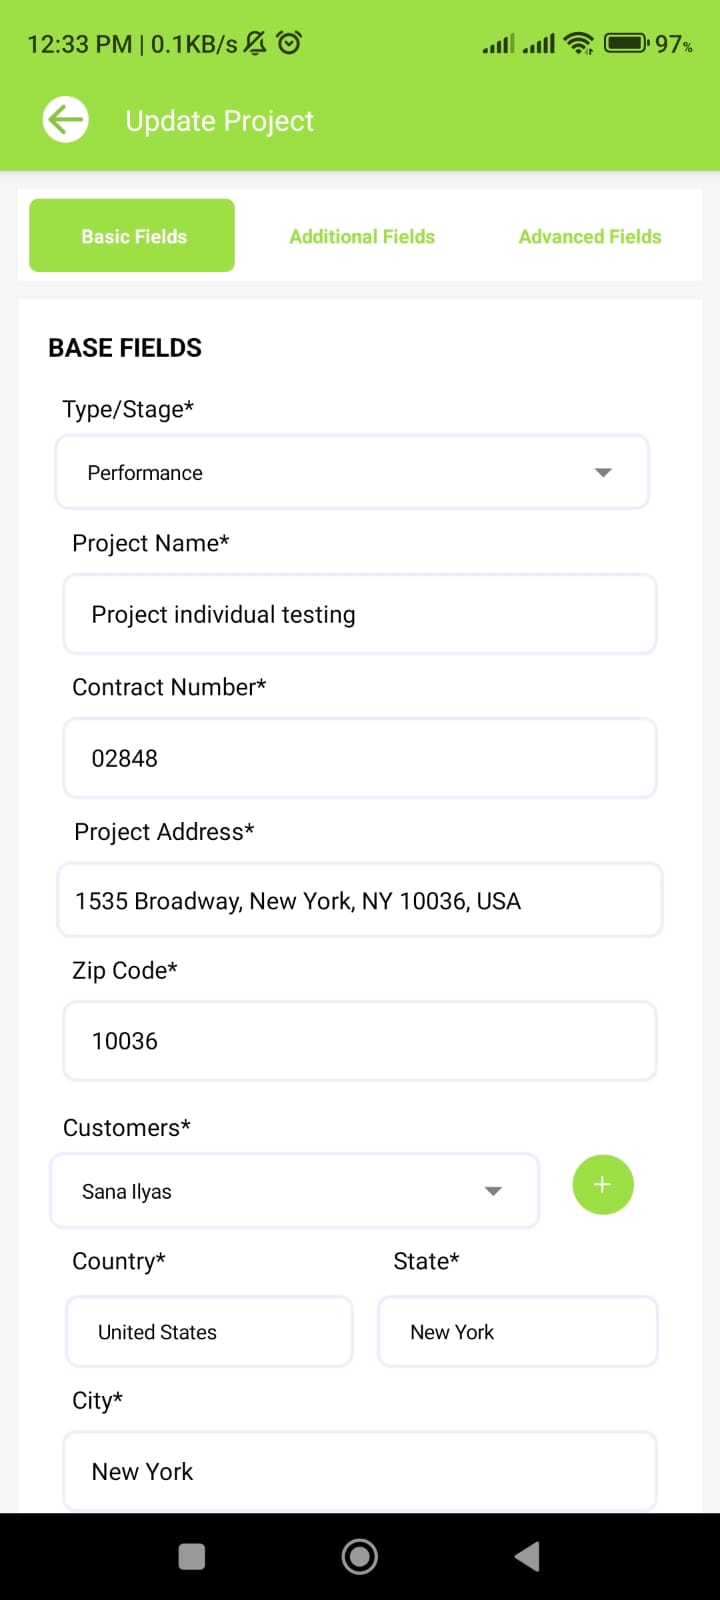 12:33 PM | 0.1KB/s 97%
Update Project
Basic Fields Additional Fields Advanced Fields
BASE FIELDS
Type/Stage*
Performance
Project Name*
Project individual testing
Contract Number*
02848
Project Address*
1535 Broadway, New York, NY 10036, USA
Zip Code*
10036
Customers*
Sana Ilyas
+
Country* State*
United States New York
City*
New York